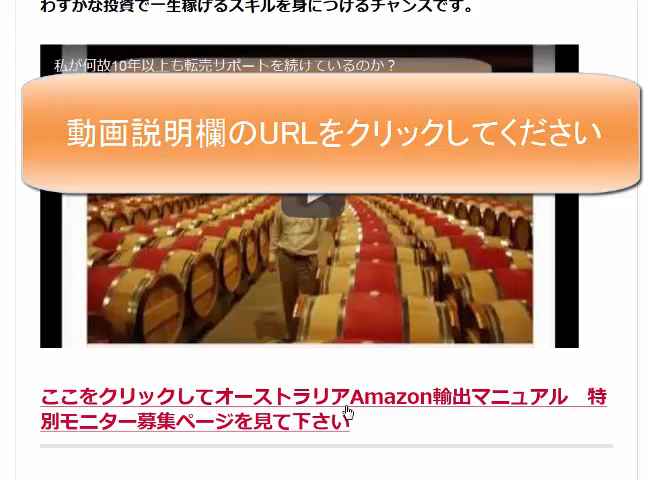 わずかな投資で一生稼げるスキルを身につけるチャンスです。
私が何故10年以上も転売リポートを続けているのか？
動画説明欄のURLをクリックしてください
ここをクリックしてオーストラリアAmazon輸出マニュアル　特
別モニター募集ページを見て下さい